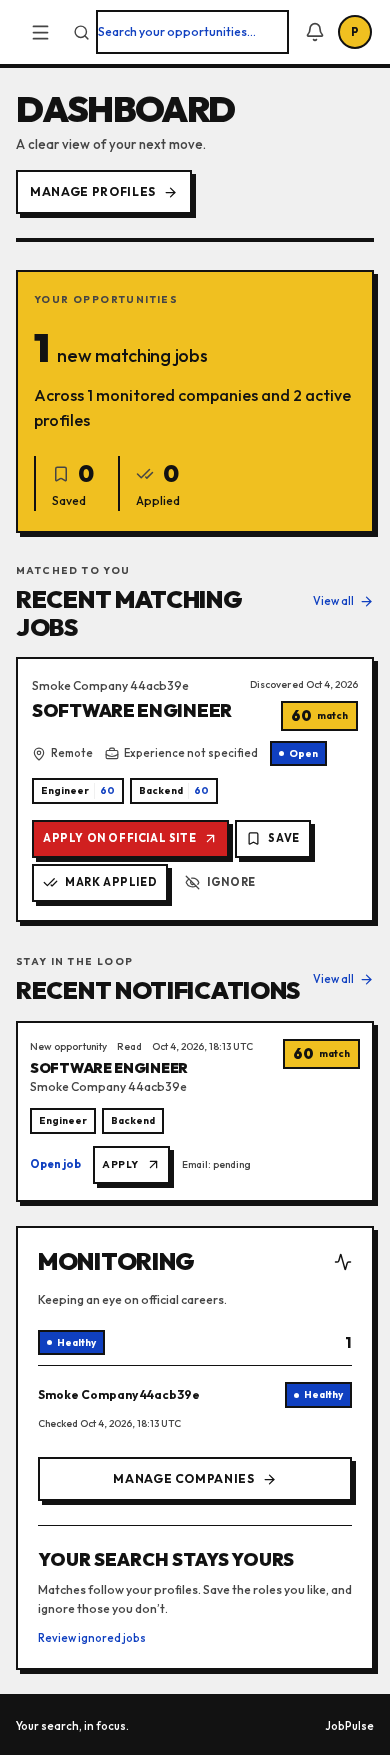 Search your opportunities...
P
DASHBOARD
A clear view of your next move.
MANAGE PROFILES
YOUR OPPORTUNITIES
1 new matching jobs
Across 1 monitored companies and 2 active
profiles
0 0
Saved Applied
MATCHED TO YOU
RECENT MATCHING
JOBS
View all
Smoke Company 44acb39e Discovered Oct 4, 2026
SOFTWARE ENGINEER 60 match
Remote Experience not specified Open
Engineer 60 Backend 60
APPLY ON OFFICIAL SITE SAVE
MARK APPLIED IGNORE
STAY IN THE LOOP
RECENT NOTIFICATIONS View all
New opportunity Read Oct 4, 2026, 18:13 UTC 60 match
SOFTWARE ENGINEER
Smoke Company 44acb39e
Engineer Backend
Open job APPLY Email: pending
MONITORING
Keeping an eye on official careers.
Healthy 1
Smoke Company 44acb39e Healthy
Checked Oct 4, 2026, 18:13 UTC
MANAGE COMPANIES
YOUR SEARCH STAYS YOURS
Matches follow your profiles. Save the roles you like, and
ignore those you don't.
Review ignored jobs
Your search, in focus. JobPulse